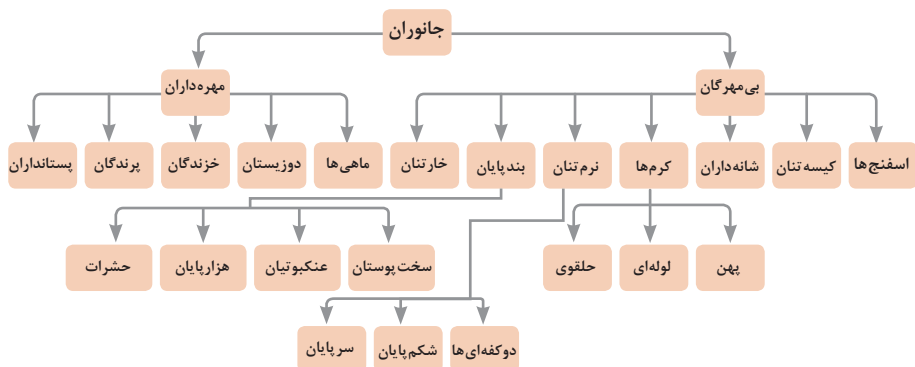 جانوران
بی‌مهرگان
مهره‌داران
اسفنج‌ها
کیسه‌تنان
شانه‌داران
کرم‌ها
نرم‌تنان
بندپایان
خارتنان
ماهی‌ها
دوزیستان
خزندگان
پرندگان
پستانداران
پهن
لوله‌ای
حلقوی
سخت‌پوستان
عنکبوتیان
هزارپایان
حشرات
دوکفه‌ای‌ها
شکم‌پایان
سرپایان